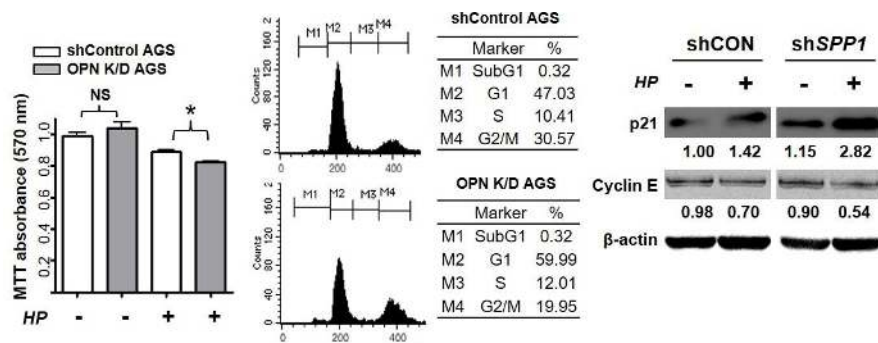 shControl AGS
OPN K/D AGS
NS
*
MTT absorbance (570 nm)
1.0
0.8
0.6
0.4
0.2
HP - - + +
M1 M2 M3 M4
Counts
0 40 80 120 160
0 200 400
shControl AGS
Marker %
M1 SubG1 0.32
M2 G1 47.03
M3 S 10.41
M4 G2/M 30.57
M1 M2 M3 M4
Counts
0 40 80 120 160
0 200 400
OPN K/D AGS
Marker %
M1 SubG1 0.32
M2 G1 59.99
M3 S 12.01
M4 G2/M 19.95
shCON shSPP1
HP - + - +
p21
1.00 1.42 1.15 2.82
Cyclin E
0.98 0.70 0.90 0.54
β-actin